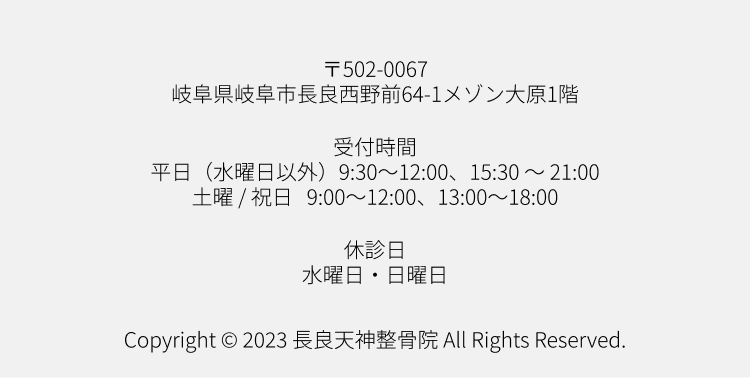 〒502-0067
岐阜県岐阜市長良西野前64-1メゾン大原1階
受付時間
平日（水曜日以外）9:30〜12:00、15:30 〜 21:00
土曜 / 祝日 9:00〜12:00、13:00〜18:00
休診日
水曜日・日曜日
Copyright © 2023 長良天神整骨院 All Rights Reserved.